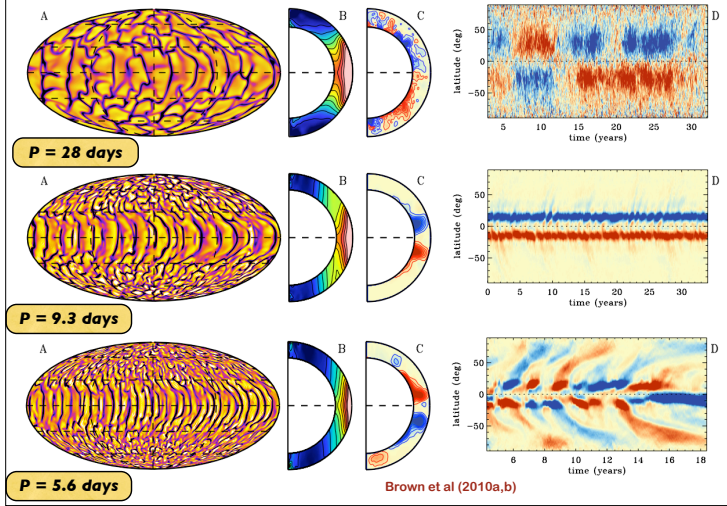 A
B
C
D
latitude (deg)
50
0
−50
5
10
15
20
25
30
time (years)
P = 28 days
A
B
C
D
latitude (deg)
50
0
−50
0
5
10
15
20
25
30
time (years)
P = 9.3 days
A
B
C
D
latitude (deg)
50
0
−50
6
8
10
12
14
16
18
time (years)
P = 5.6 days
Brown et al (2010a,b)